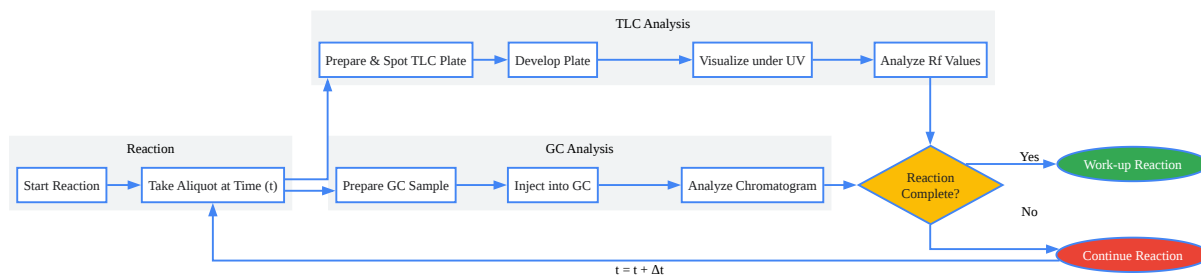 TLC Analysis
Prepare & Spot TLC Plate
Develop Plate
Visualize under UV
Analyze Rf Values
Reaction
Start Reaction
Take Aliquot at Time (t)
GC Analysis
Prepare GC Sample
Inject into GC
Analyze Chromatogram
Reaction
Complete?
Yes
Work-up Reaction
No
Continue Reaction
t = t + Δt